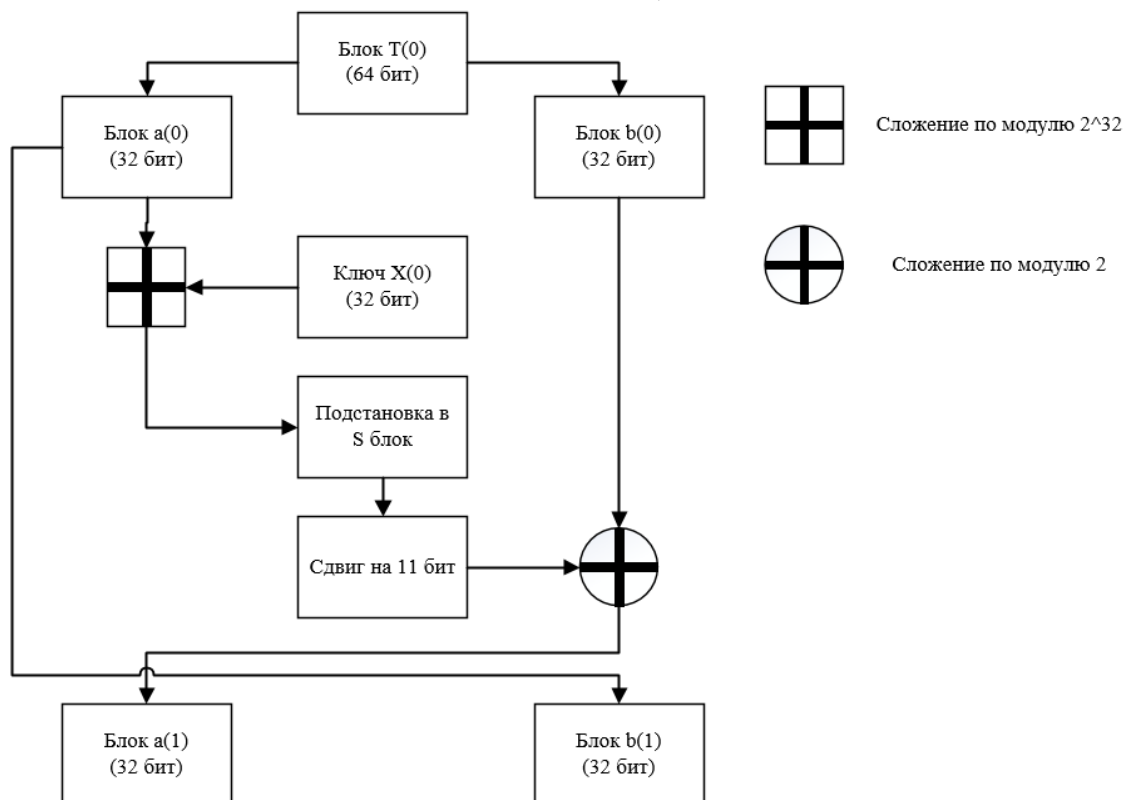 Блок T(0)
(64 бит)
Блок a(0)
(32 бит)
Блок b(0)
(32 бит)
Сложение по модулю 2^32
Ключ X(0)
(32 бит)
Сложение по модулю 2
Подстановка в
S блок
Сдвиг на 11 бит
Блок a(1)
(32 бит)
Блок b(1)
(32 бит)